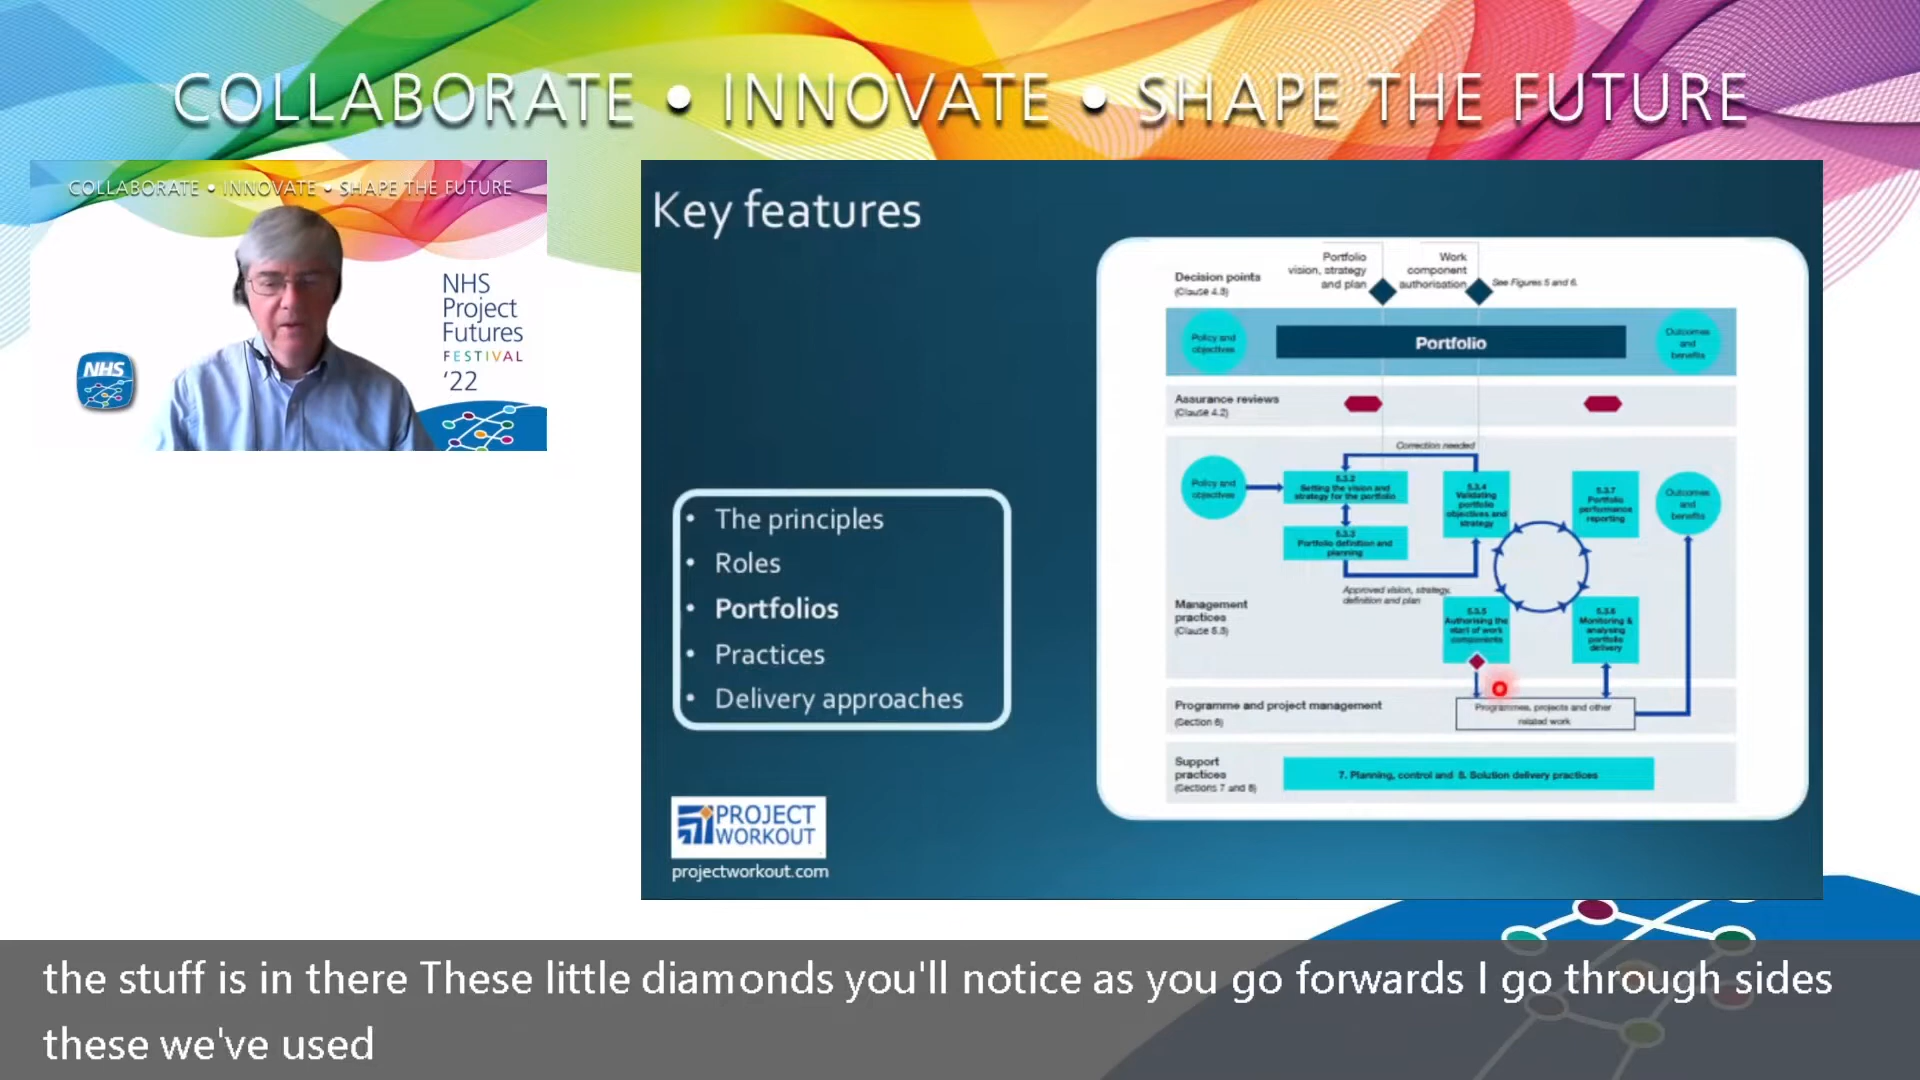 COLLABORATE • INNOVATE • SHAPE THE FUTURE
COLLABORATE • INNOVATE • SHAPE THE FUTURE
NHS
Project
Futures
FESTIVAL
'22
NHS
Key features
• The principles
• Roles
• Portfolios
• Practices
• Delivery approaches
PROJECT
WORKOUT
projectworkout.com
Decision points
(Clause 4.3)
Portfolio
vision, strategy
and plan
Work
component
authorisation
See Figures 5 and 6.
Policy and
objectives
Portfolio
Outcomes
and
benefits
Assurance reviews
(Clause 4.2)
Correction needed
Policy and
objectives
5.3.2
Setting the vision and
strategy for the portfolio
5.3.3
Portfolio definition and
planning
5.3.4
Validating
portfolio
objectives and
strategy
5.3.7
Portfolio
performance
reporting
Outcomes
and
benefits
Approved vision, strategy,
definition and plan
Management
practices
(Clause 5.3)
5.3.5
Authorising the
start of work
components
5.3.6
Monitoring &
analysing
portfolio
delivery
Programme and project management
(Section 6)
Programmes, projects and other
related work
Support
practices
(Sections 7 and 8)
7. Planning, control and 8. Solution delivery practices
the stuff is in there These little diamonds you'll notice as you go forwards I go through sides
these we've used